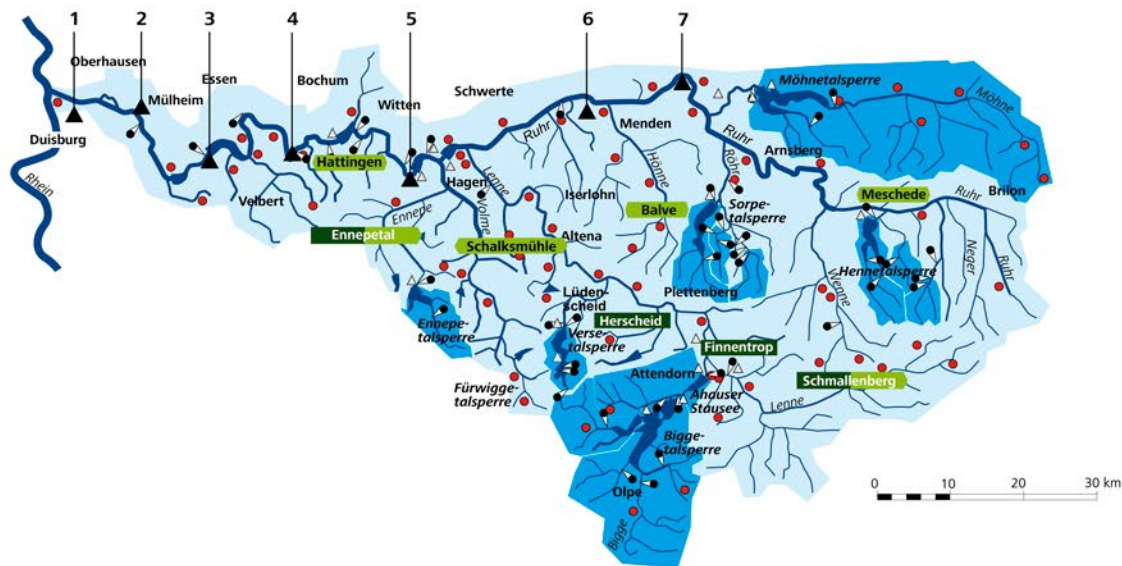 1 2 3 4 5 6 7
Oberhausen
Essen
Bochum
Mülheim
Witten
Schwerte
Möhnetalsperre
Möhne
Duisburg
Ruhr
Menden
Ruhr
Arnsberg
Hattingen
Rhein
Velbert
Hagen
Lenne
Iserlohn
Hönne
Röhr
Meschede
Ruhr
Brilon
Ennepe
Volme
Balve
Sorpe-
talsperre
Ennepetal
Schalksmühle
Altena
Hennetalsperre
Neger
Ruhr
Wenne
Plettenberg
Lüden-
scheid
Ennepe-
talsperre
Verse-
talsperre
Herscheid
Finnentrop
Fürwigge-
talsperre
Attendorn
Schmallenberg
Ahauser
Stausee
Lenne
Bigge-
talsperre
Olpe
Bigge
0 10 20 30 km